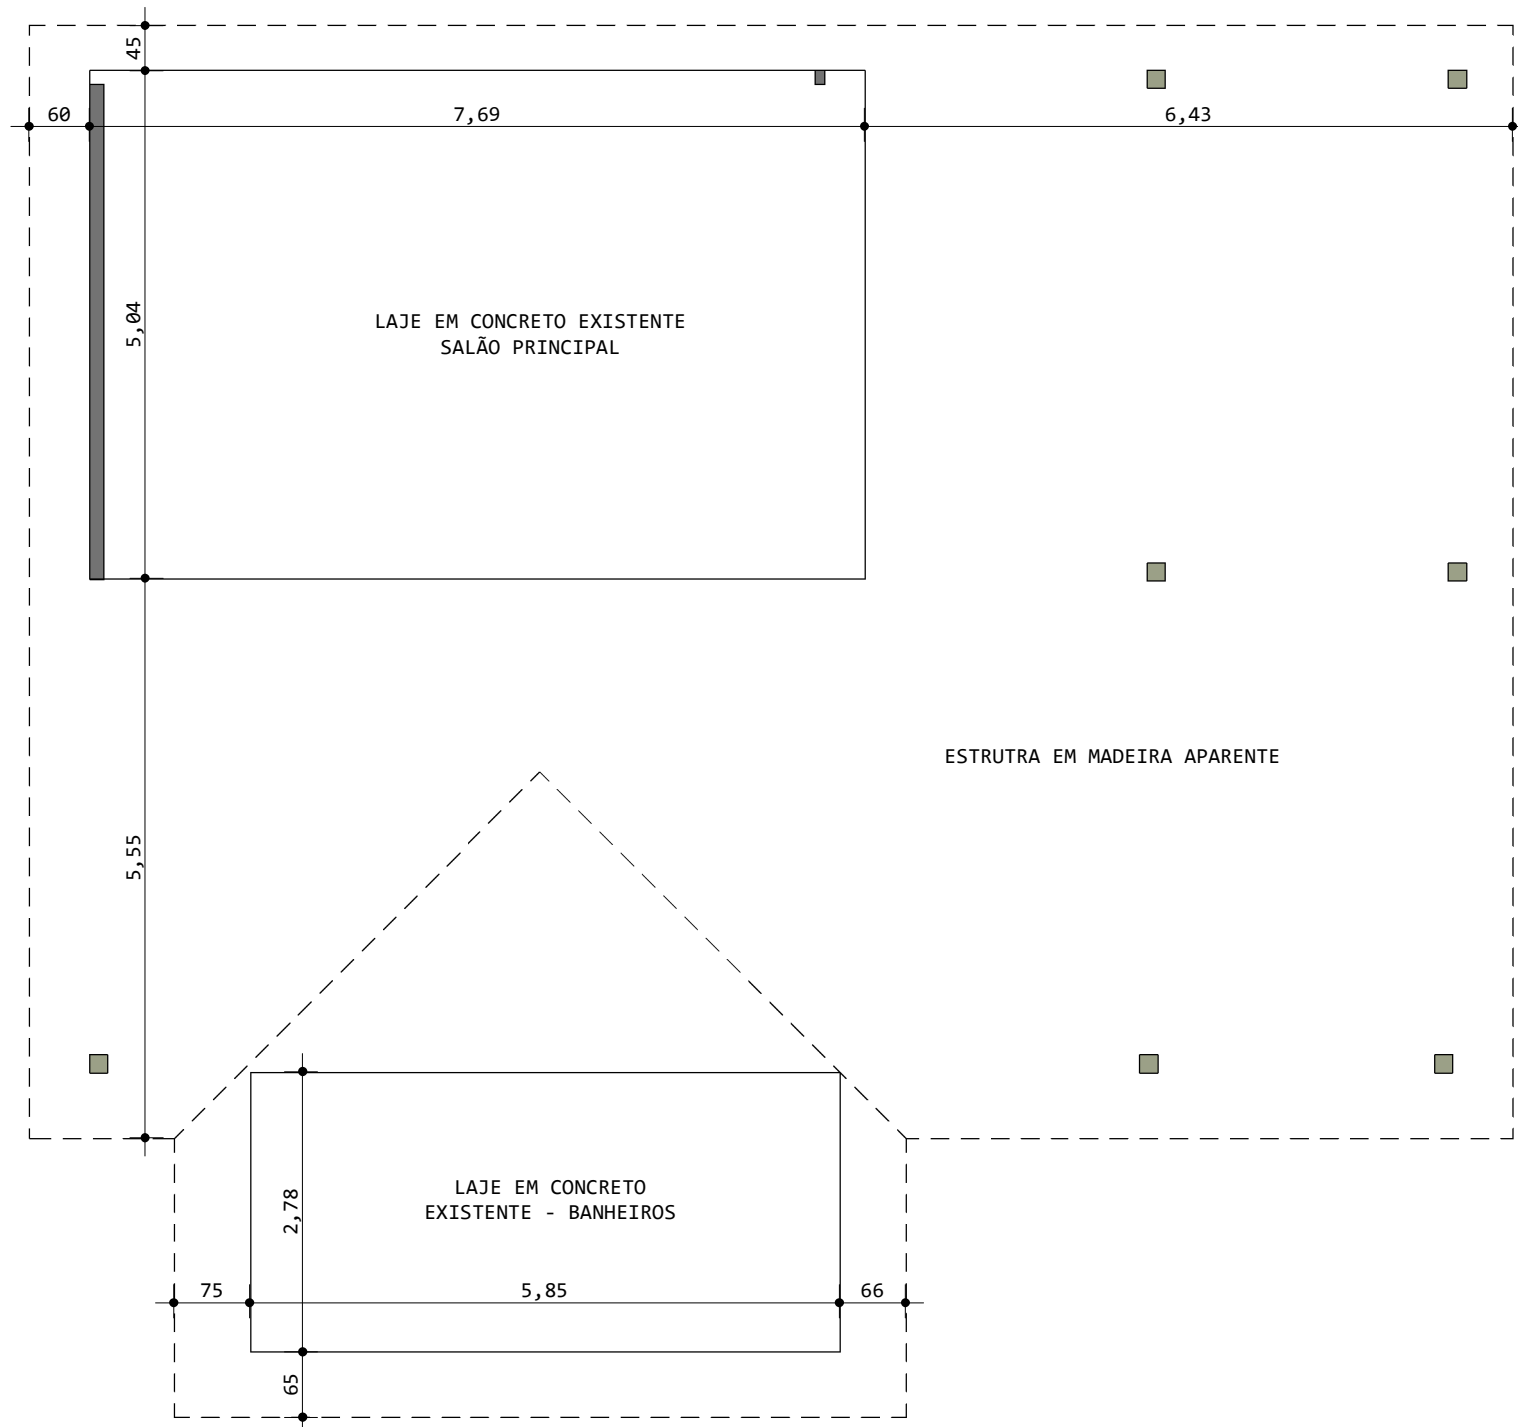 45
60
7,69
6,43
5,04
LAJE EM CONCRETO EXISTENTE
SALÃO PRINCIPAL
ESTRUTRA EM MADEIRA APARENTE
5,55
LAJE EM CONCRETO
EXISTENTE - BANHEIROS
2,78
75
5,85
66
65